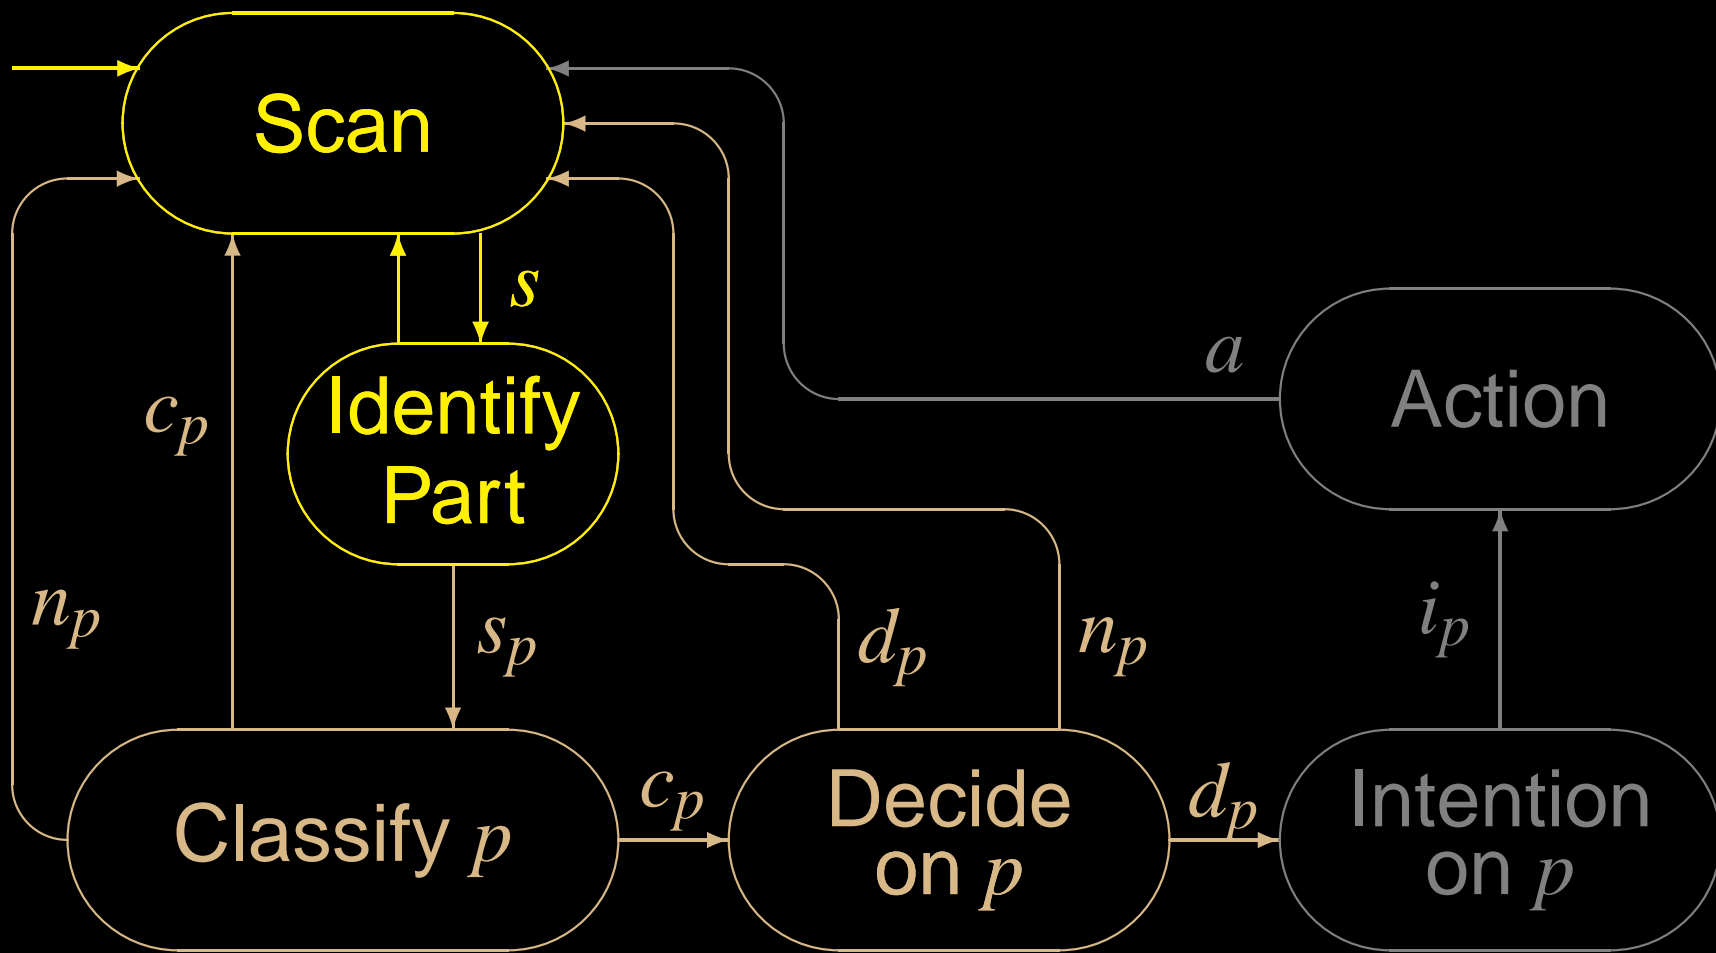 Scan
s
a
Action
Identify
Part
c_p
n_p
s_p
d_p
n_p
i_p
Classify p
c_p
Decide
on p
d_p
Intention
on p